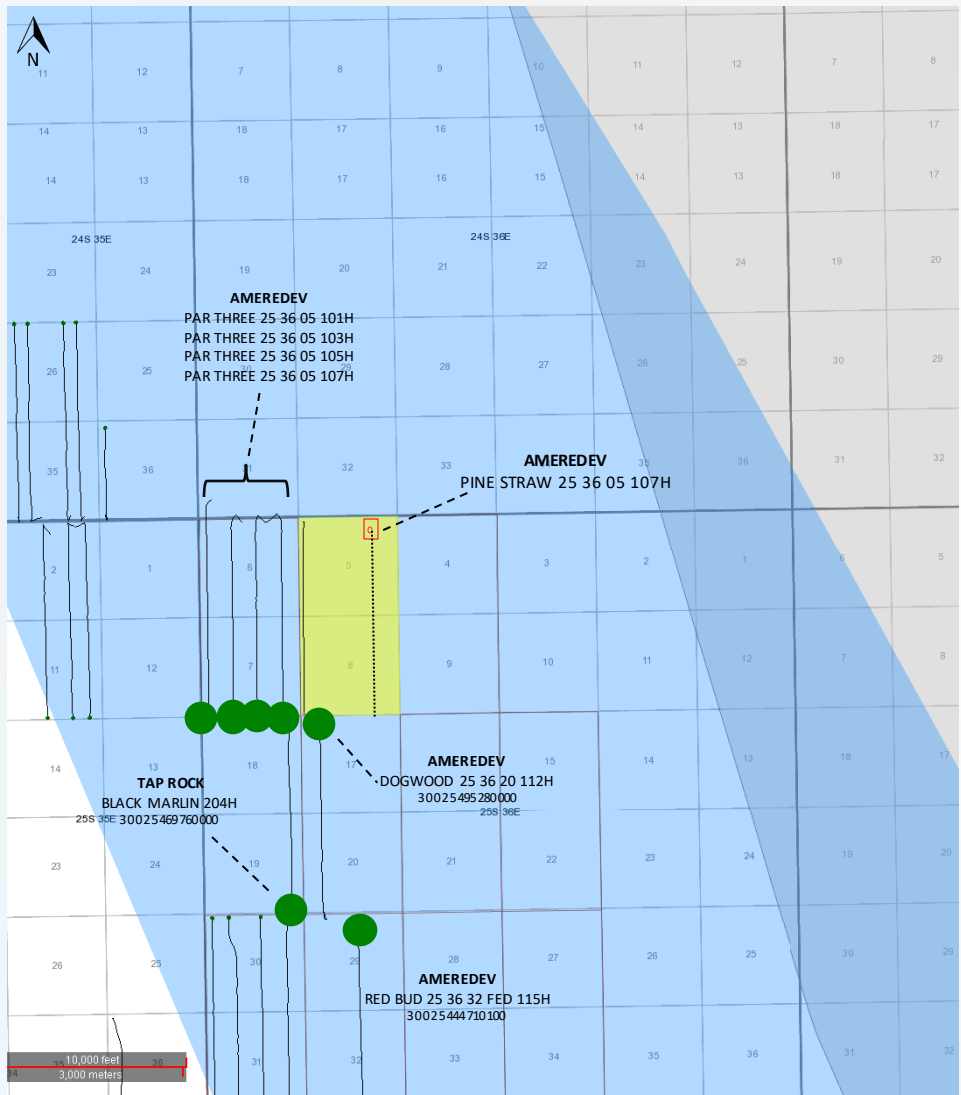 N
11 12 7 8 9 10 11 12 7 8
14 13 18 17 16 15 14 13 18 17
14 13 18 17 16 15 14 13 18 17
24S 35E 24S 36E
23 24 19 20 21 22 23 24 19 20
AMEREDEV
PAR THREE 25 36 05 101H
PAR THREE 25 36 05 103H
PAR THREE 25 36 05 105H
PAR THREE 25 36 05 107H
26 25 30 28 27 26 25 30 29
35 36 31 32 33 35 36 31 32
AMEREDEV
PINE STRAW 25 36 05 107H
2 1 6 5 4 3 2 1 6 5
11 12 7 8 9 10 11 12 7 8
14 18 17 15 14 13 18 17
AMEREDEV
DOGWOOD 25 36 20 112H
30025495280000
TAP ROCK
BLACK MARLIN 204H
30025469760000
25S 35E 25S 36E
23 24 19 20 21 22 23 24 19 20
26 25 30 29 28 27 26 25 30 29
AMEREDEV
RED BUD 25 36 32 FED 115H
30025444710100
34 35 36 31 32 33 34 35 36 31 32
10,000 feet
3,000 meters